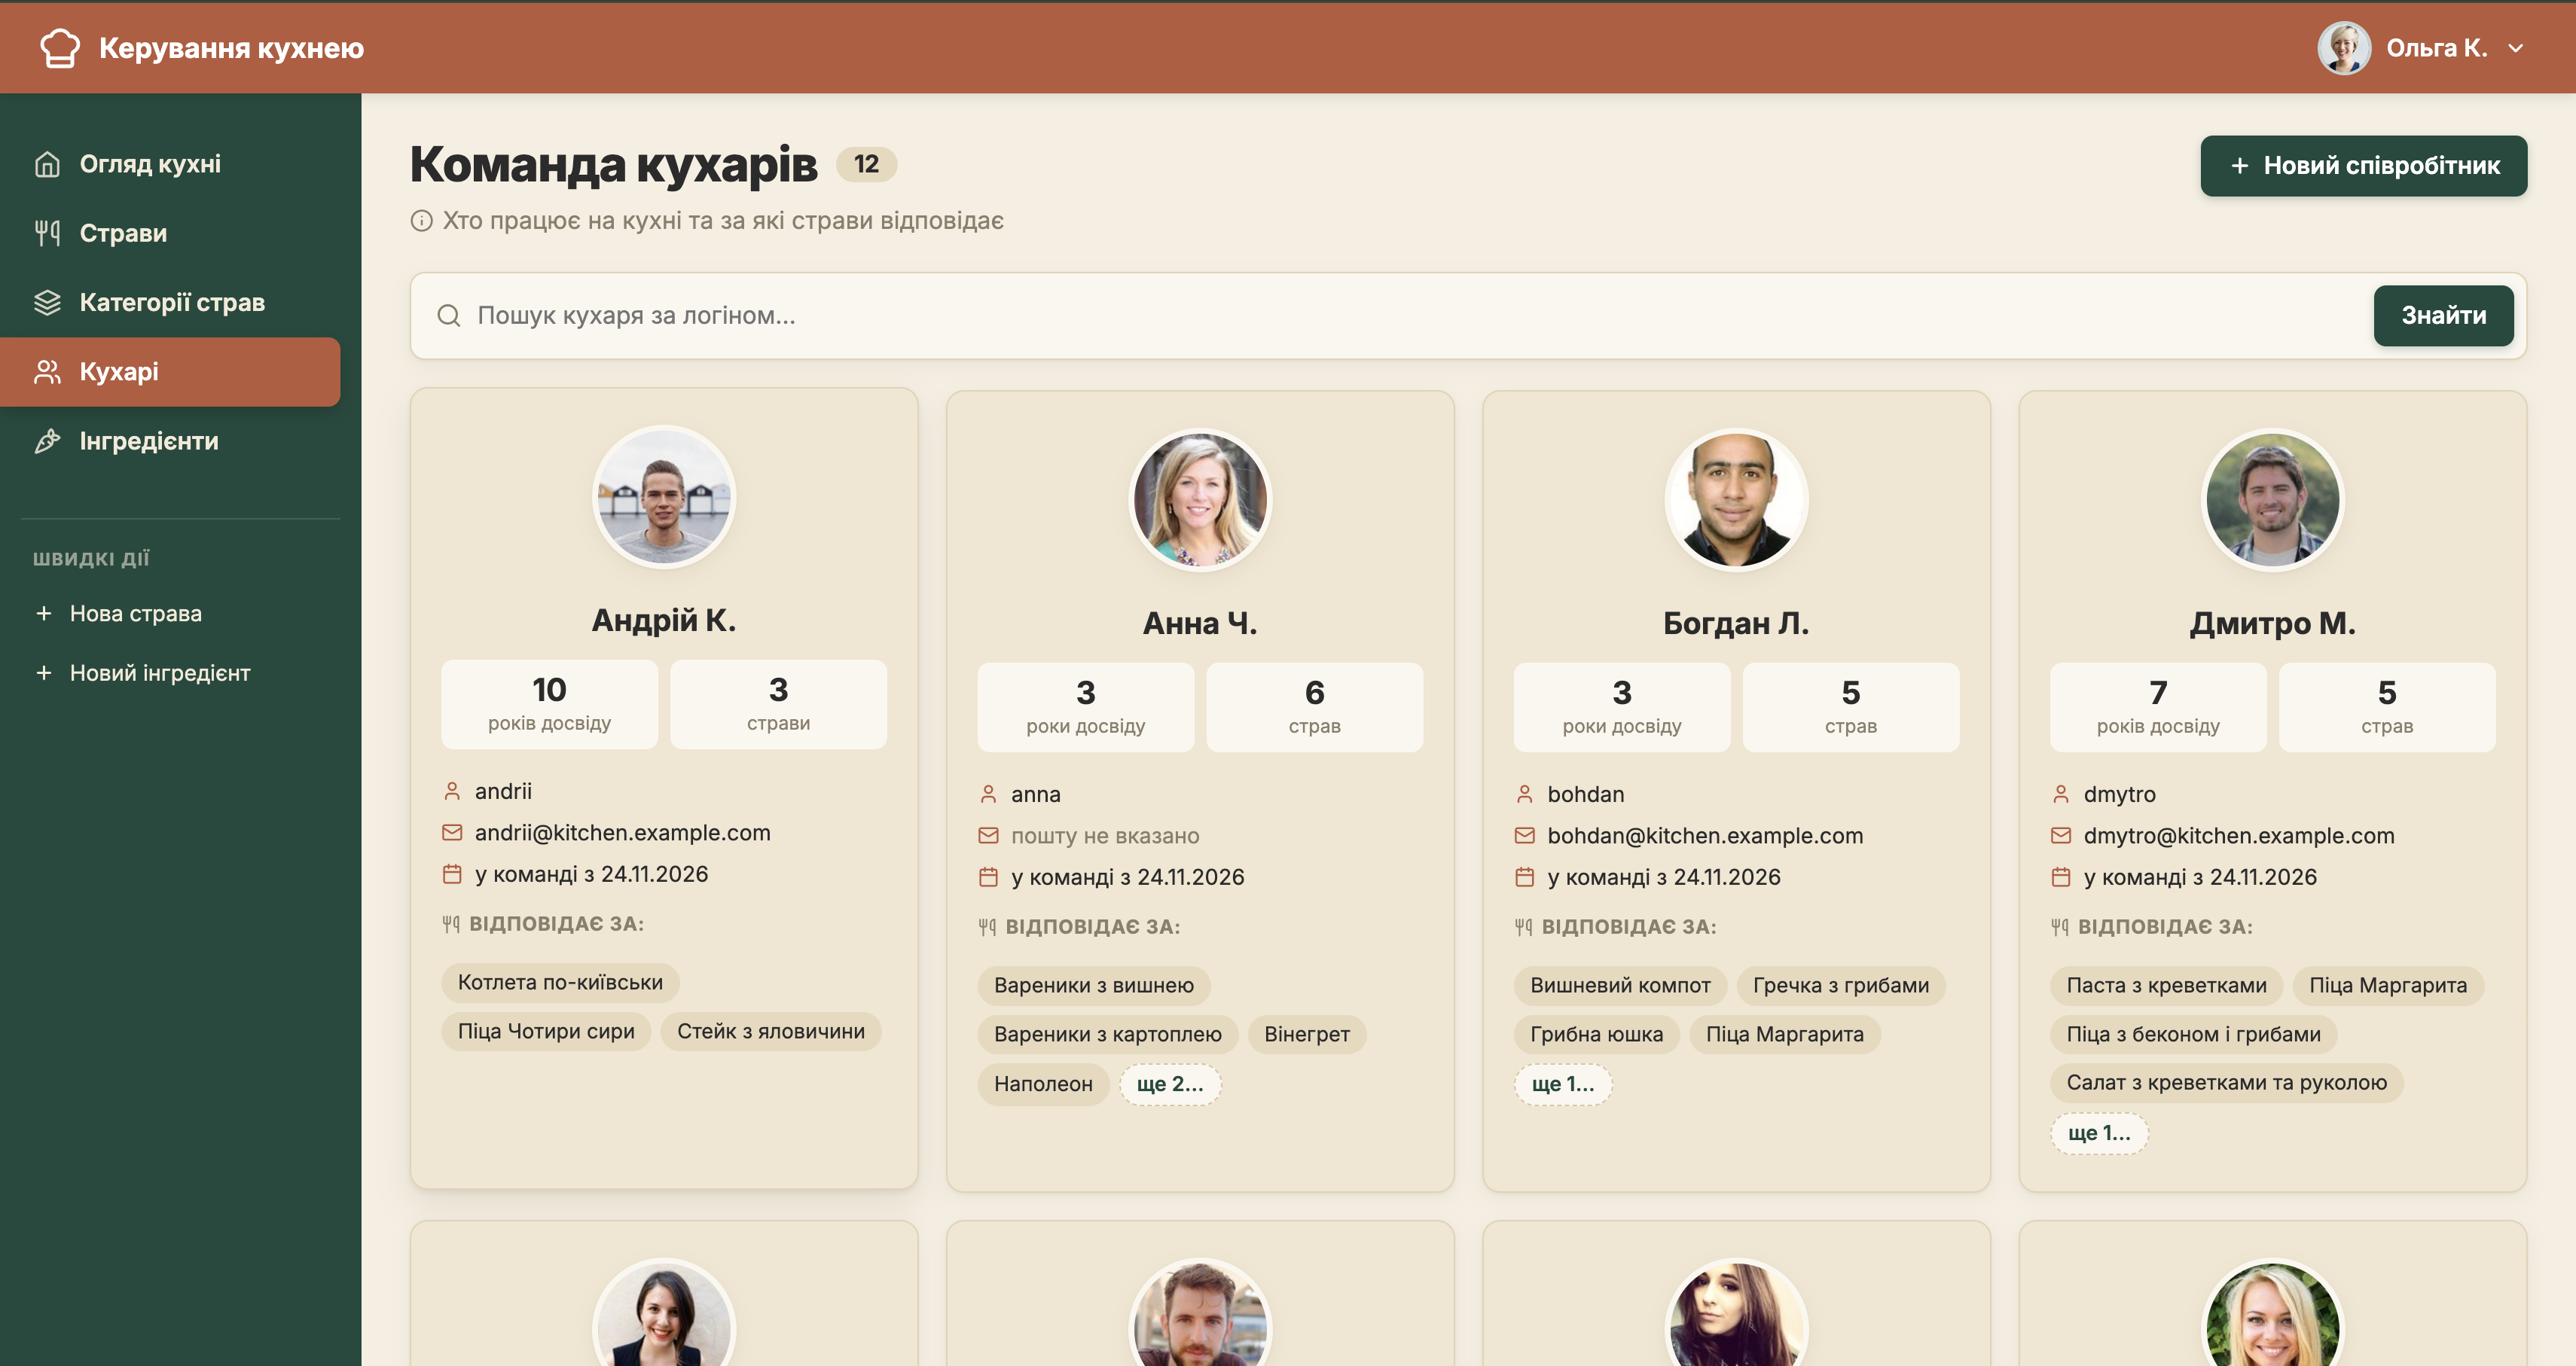 Керування кухнею
Ольга К.
Огляд кухні
Страви
Категорії страв
Кухарі
Інгредієнти
ШВИДКІ ДІЇ
+ Нова страва
+ Новий інгредієнт
Команда кухарів 12
Хто працює на кухні та за які страви відповідає
+ Новий співробітник
Пошук кухаря за логіном...
Знайти
Андрій К.
10 3
років досвіду страви
andrii
andrii@kitchen.example.com
у команді з 24.11.2026
ВІДПОВІДАЄ ЗА:
Котлета по-київськи
Піца Чотири сири Стейк з яловичини
Анна Ч.
3 6
роки досвіду страв
anna
пошту не вказано
у команді з 24.11.2026
ВІДПОВІДАЄ ЗА:
Вареники з вишнею
Вареники з картоплею Вінегрет
Наполеон ще 2...
Богдан Л.
3 5
роки досвіду страв
bohdan
bohdan@kitchen.example.com
у команді з 24.11.2026
ВІДПОВІДАЄ ЗА:
Вишневий компот Гречка з грибами
Грибна юшка Піца Маргарита
ще 1...
Дмитро М.
7 5
років досвіду страв
dmytro
dmytro@kitchen.example.com
у команді з 24.11.2026
ВІДПОВІДАЄ ЗА:
Паста з креветками Піца Маргарита
Піца з беконом і грибами
Салат з креветками та руколою
ще 1...